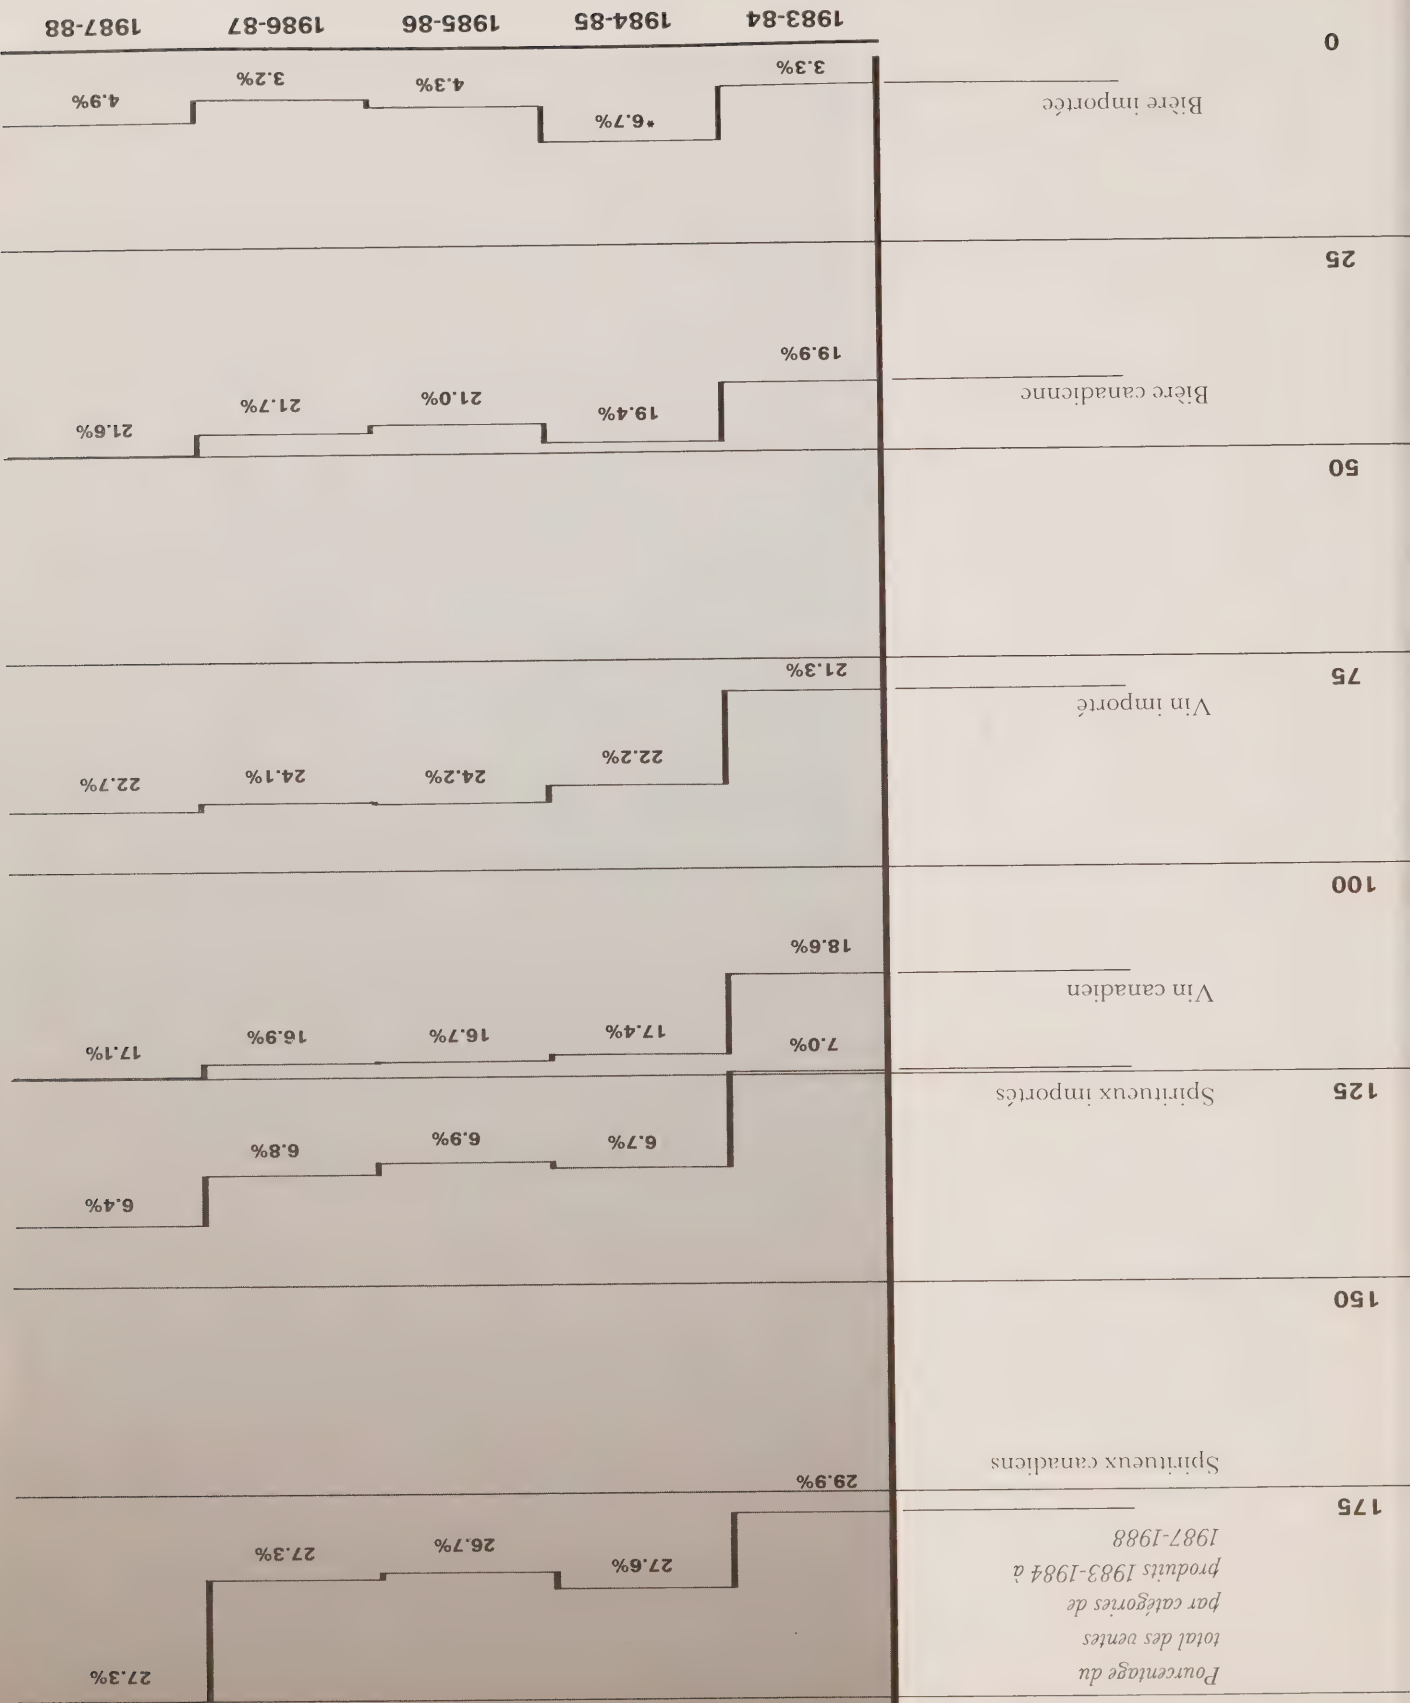 Pourcentage du
total des ventes
par catégories de
produits 1983-1984 à
1987-1988
27.3%
27.6% 26.7% 27.3%
175
29.9%
Spiritueux canadiens
150
6.7% 6.9% 6.8% 6.4%
125
Spiritueux importés
7.0%
17.4% 16.7% 16.9% 17.1%
Vin canadien
18.6%
100
22.2% 24.2% 24.1% 22.7%
Vin importé
75
21.3%
50
19.4% 21.0% 21.7% 21.6%
Bière canadienne
19.9%
25
*6.7% 4.3% 3.2% 4.9%
Bière importée
3.3%
0
1983-84 1984-85 1985-86 1986-87 1987-88